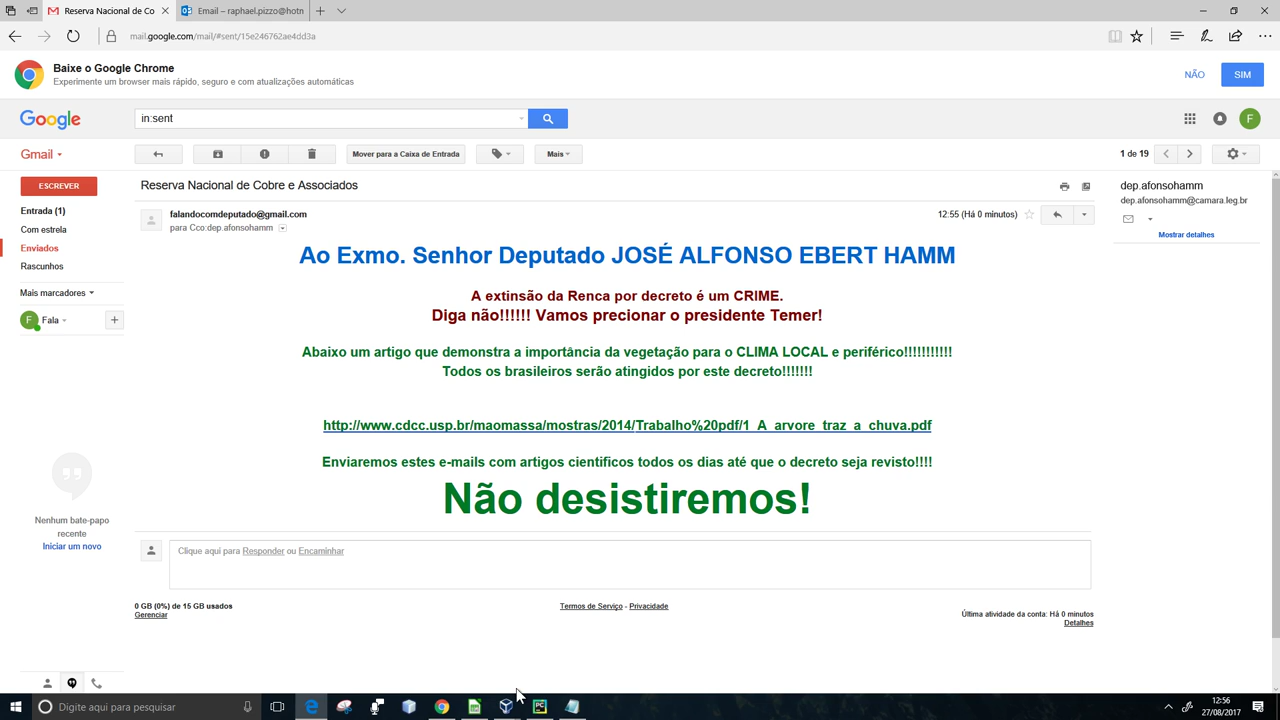 Reserva Nacional de Co
Email – raphael.pizzo@hotn
mail.google.com/mail/#sent/15e246762ae4dd3a
Baixe o Google Chrome
Experimente um browser mais rápido, seguro e com atualizações automáticas
NÃO
SIM
Google
in:sent
F
Gmail
Mover para a Caixa de Entrada
Mais
1 de 19
ESCREVER
Reserva Nacional de Cobre e Associados
dep.afonsohamm
dep.afonsohamm@camara.leg.br
Mostrar detalhes
Entrada (1)
Com estrela
Enviados
Rascunhos
Mais marcadores
F Fala
falandocomdeputado@gmail.com
12:55 (Há 0 minutos)
para Cco:dep.afonsohamm
Ao Exmo. Senhor Deputado JOSÉ ALFONSO EBERT HAMM
A extinsão da Renca por decreto é um CRIME.
Diga não!!!!!! Vamos precionar o presidente Temer!
Abaixo um artigo que demonstra a importância da vegetação para o CLIMA LOCAL e periférico!!!!!!!!!!!
Todos os brasileiros serão atingidos por este decreto!!!!!!!
http://www.cdcc.usp.br/maomassa/mostras/2014/Trabalho%20pdf/1_A_arvore_traz_a_chuva.pdf
Enviaremos estes e-mails com artigos cientificos todos os dias até que o decreto seja revisto!!!!
Não desistiremos!
Nenhum bate-papo
recente
Iniciar um novo
Clique aqui para Responder ou Encaminhar
0 GB (0%) de 15 GB usados
Gerenciar
Termos de Serviço - Privacidade
Última atividade da conta: Há 0 minutos
Detalhes
Digite aqui para pesquisar
12:56
27/08/2017